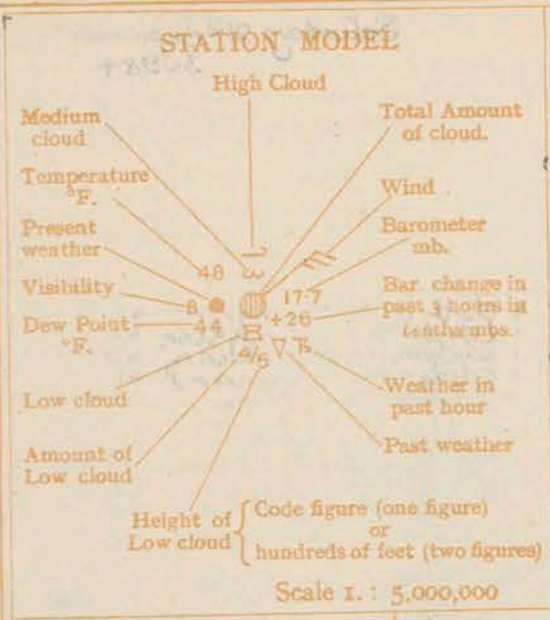 STATION MODEL
High Cloud
Medium
cloud
Total Amount
of cloud.
Temperature
°F.
Wind
Present
weather
Barometer
mb.
48
Visibility
8
17·7
Bar. change in
past 3 hours in
tenths mbs.
Dew Point
°F.
44
+26
4/5
Low cloud
Weather in
past hour
Amount of
Low cloud
Past weather
Height of
Low cloud
Code figure (one figure)
or
hundreds of feet (two figures)
Scale 1. : 5,000,000